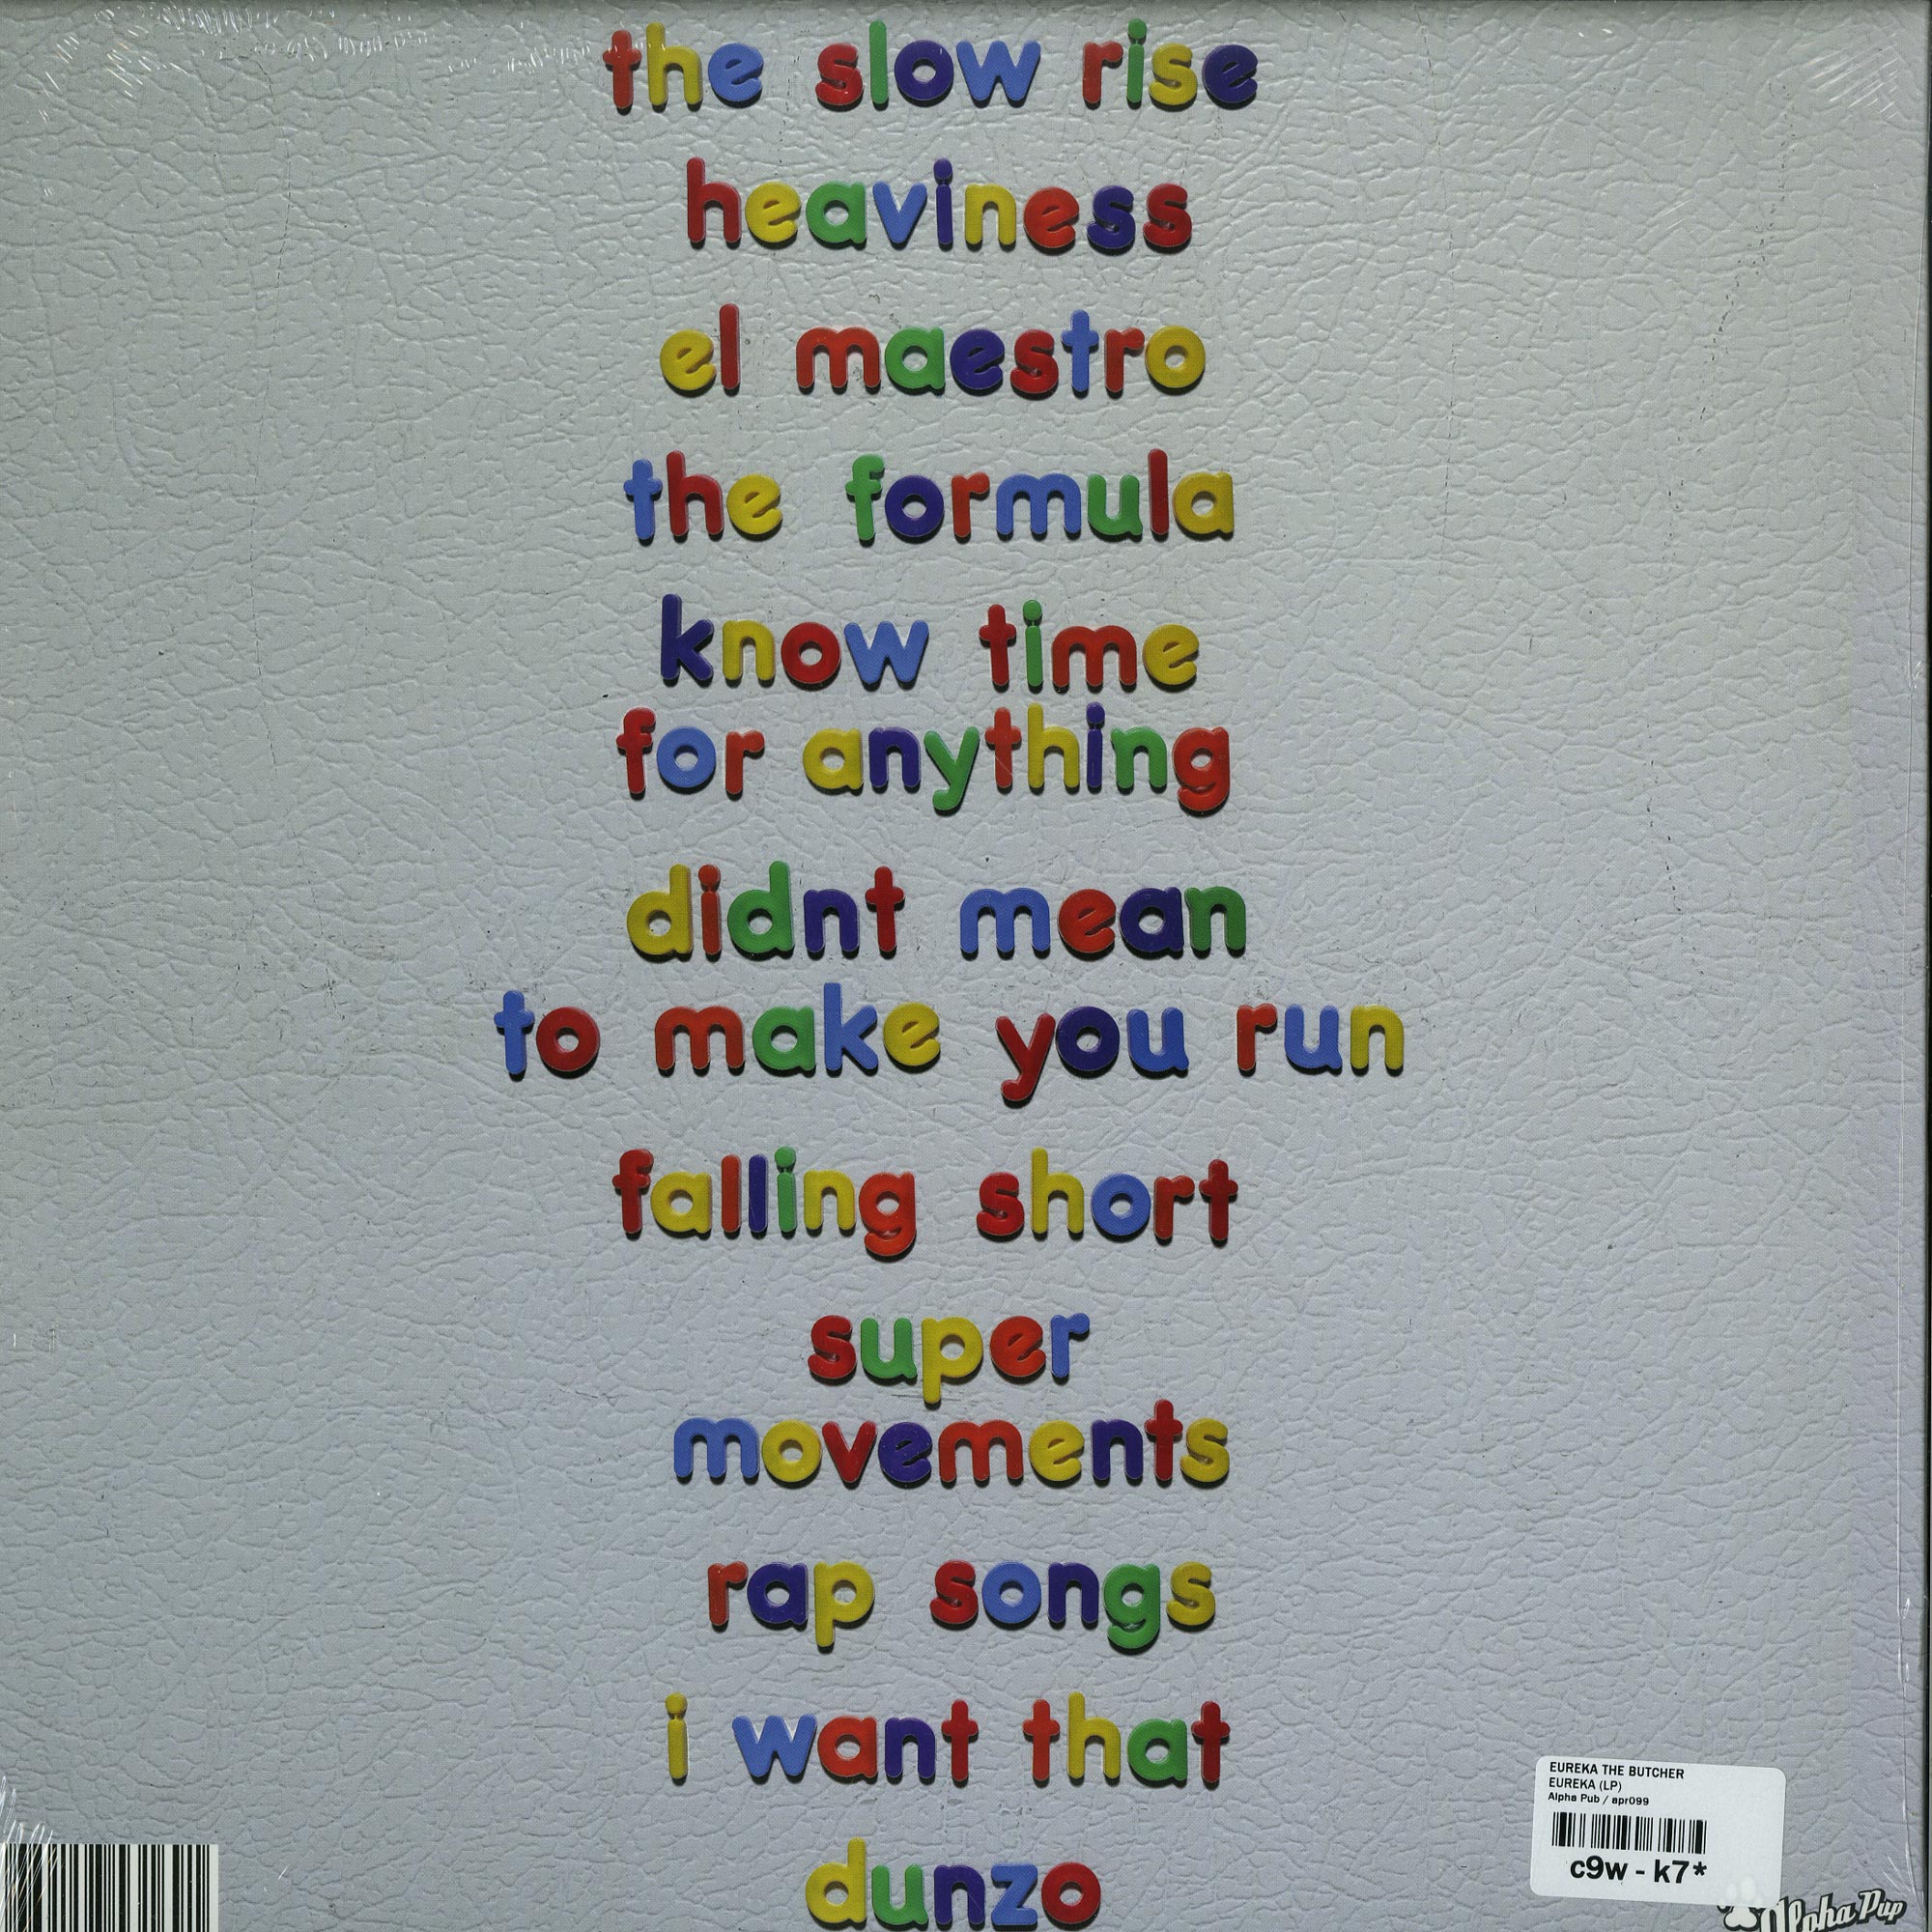 the slow rise
heaviness
el maestro
the formula
know time
for anything
didnt mean
to make you run
falling short
super
movements
rap songs
i want that
dunzo
EUREKA THE BUTCHER
EUREKA (LP)
Alpha Pub / apr099
c9w - k7*
Alpha Pup